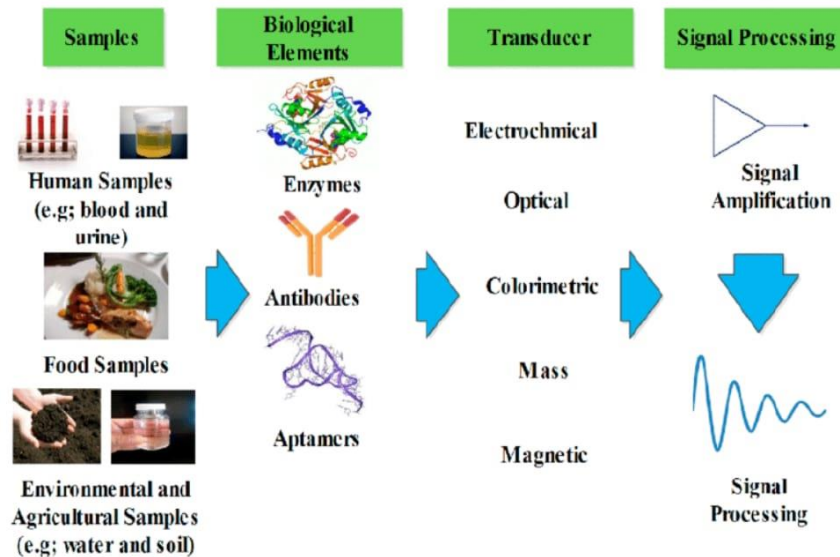 Samples
Biological
Elements
Transducer
Signal Processing
Human Samples
(e.g; blood and
urine)
Food Samples
Environmental and
Agricultural Samples
(e.g; water and soil)
Enzymes
Antibodies
Aptamers
Electrochmical
Optical
Colorimetric
Mass
Magnetic
Signal
Amplification
Signal
Processing